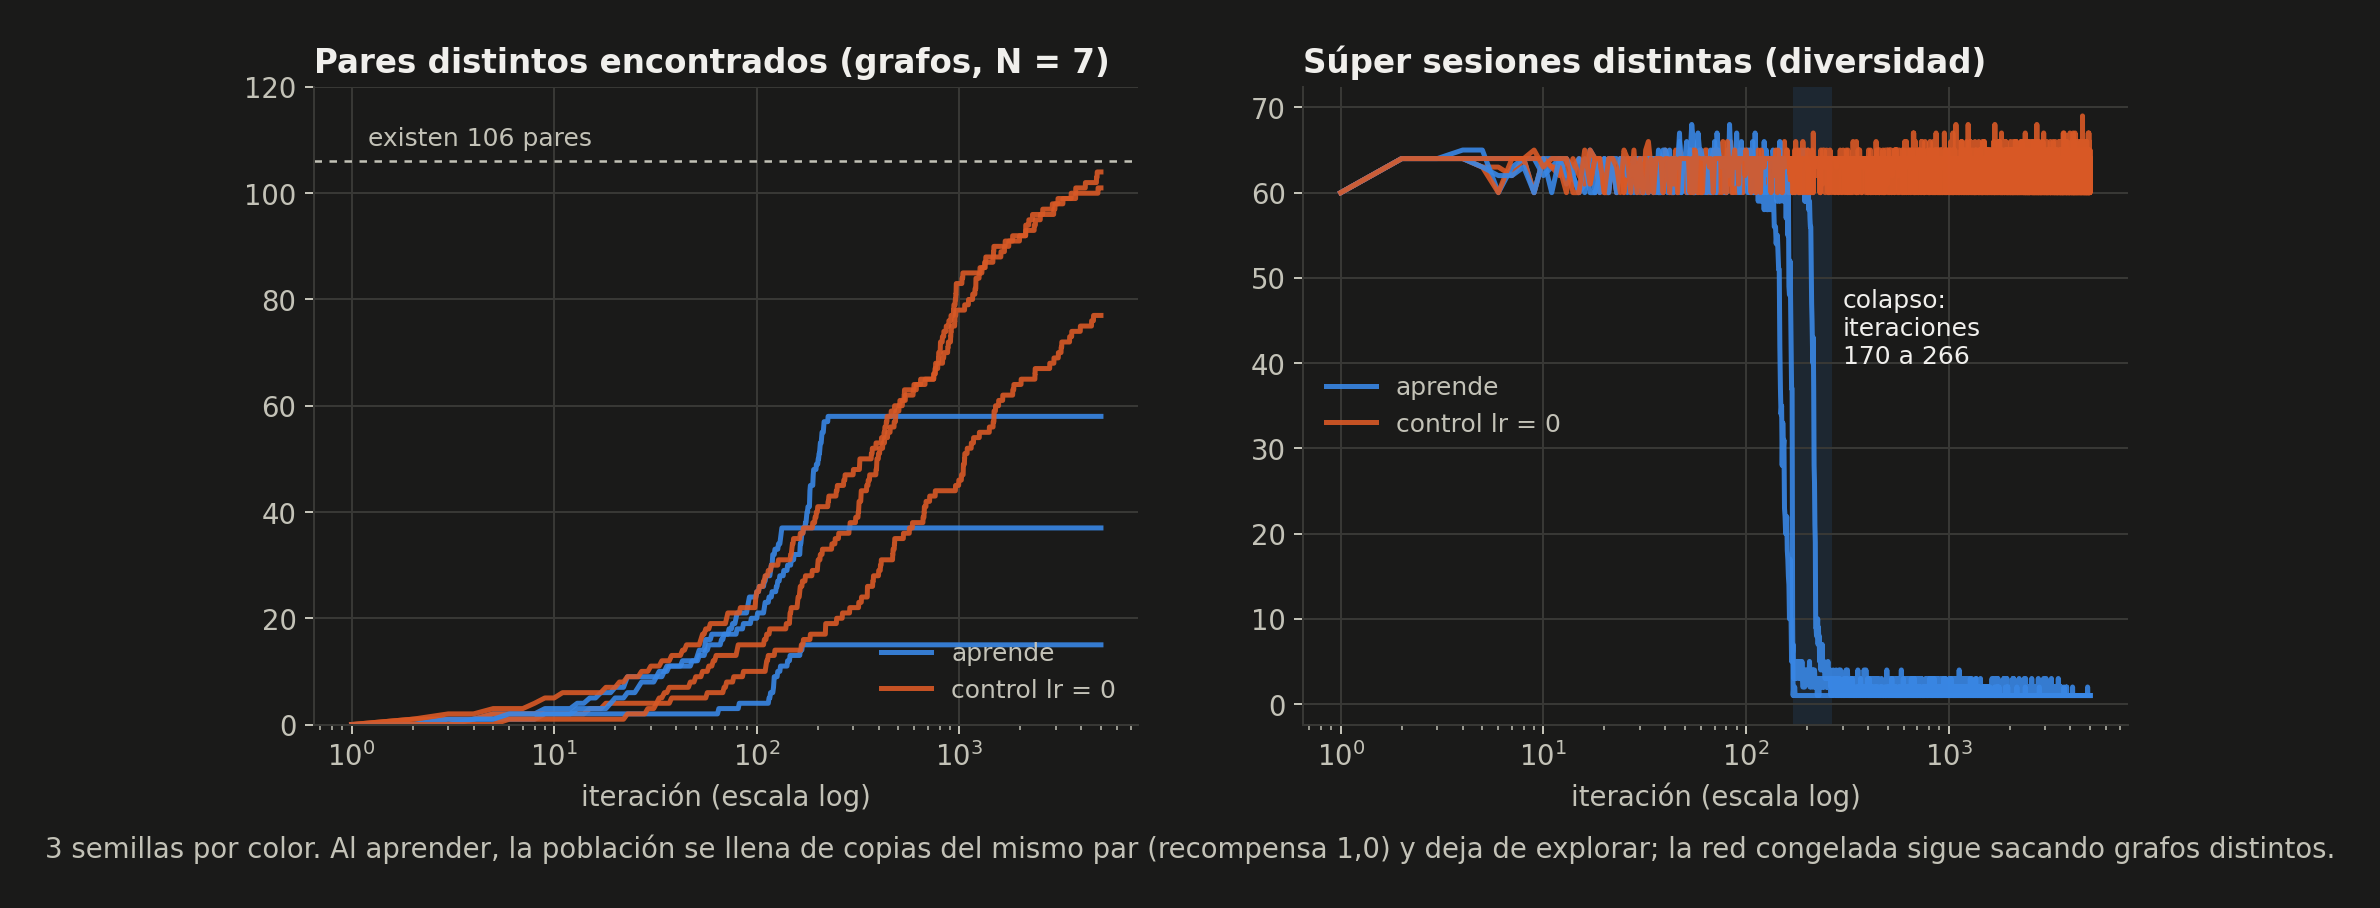 Pares distintos encontrados (grafos, N = 7)
120
100
80
60
40
20
0
existen 106 pares
aprende
control lr = 0
10⁰
10¹
10²
10³
iteración (escala log)
Súper sesiones distintas (diversidad)
70
60
50
40
30
20
10
0
colapso:
iteraciones
170 a 266
aprende
control lr = 0
10⁰
10¹
10²
10³
iteración (escala log)
3 semillas por color. Al aprender, la población se llena de copias del mismo par (recompensa 1,0) y deja de explorar; la red congelada sigue sacando grafos distintos.